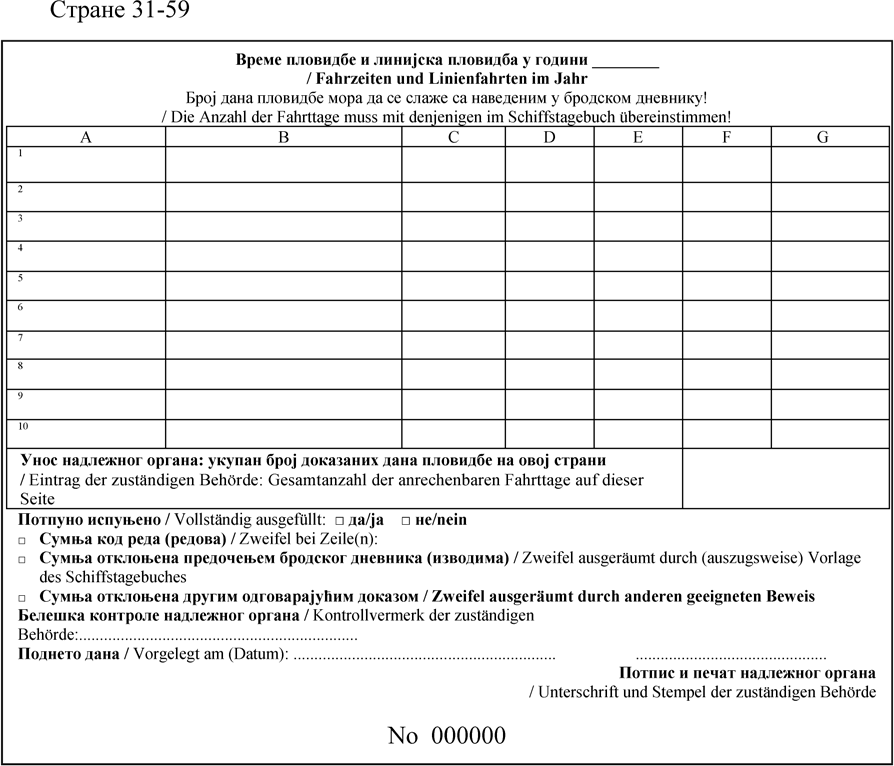 Стране 31-59
Време пловидбе и линијска пловидба у години ________
/ Fahrzeiten und Linienfahrten im Jahr
Број дана пловидбе мора да се слаже са наведеним у бродском дневнику!
/ Die Anzahl der Fahrttage muss mit denjenigen im Schiffstagebuch übereinstimmen!
A B C D E F G
1
2
3
4
5
6
7
8
9
10
Унос надлежног органа: укупан број доказаних дана пловидбе на овој страни
/ Eintrag der zuständigen Behörde: Gesamtanzahl der anrechenbaren Fahrttage auf dieser
Seite
Потпуно испуњено / Vollständig ausgefüllt: □ да/ja □ не/nein
□ Сумња код реда (редова) / Zweifel bei Zeile(n):
□ Сумња отклоњена предочењем бродског дневника (изводима) / Zweifel ausgeräumt durch (auszugsweise) Vorlage
des Schiffstagebuches
□ Сумња отклоњена другим одговарајућим доказом / Zweifel ausgeräumt durch anderen geeigneten Beweis
Белешка контроле надлежног органа / Kontrollvermerk der zuständigen
Behörde:...................................................................
Поднето дана / Vorgelegt am (Datum): ............................................................... ..............................................
Потпис и печат надлежног органа
/ Unterschrift und Stempel der zuständigen Behörde
No 000000